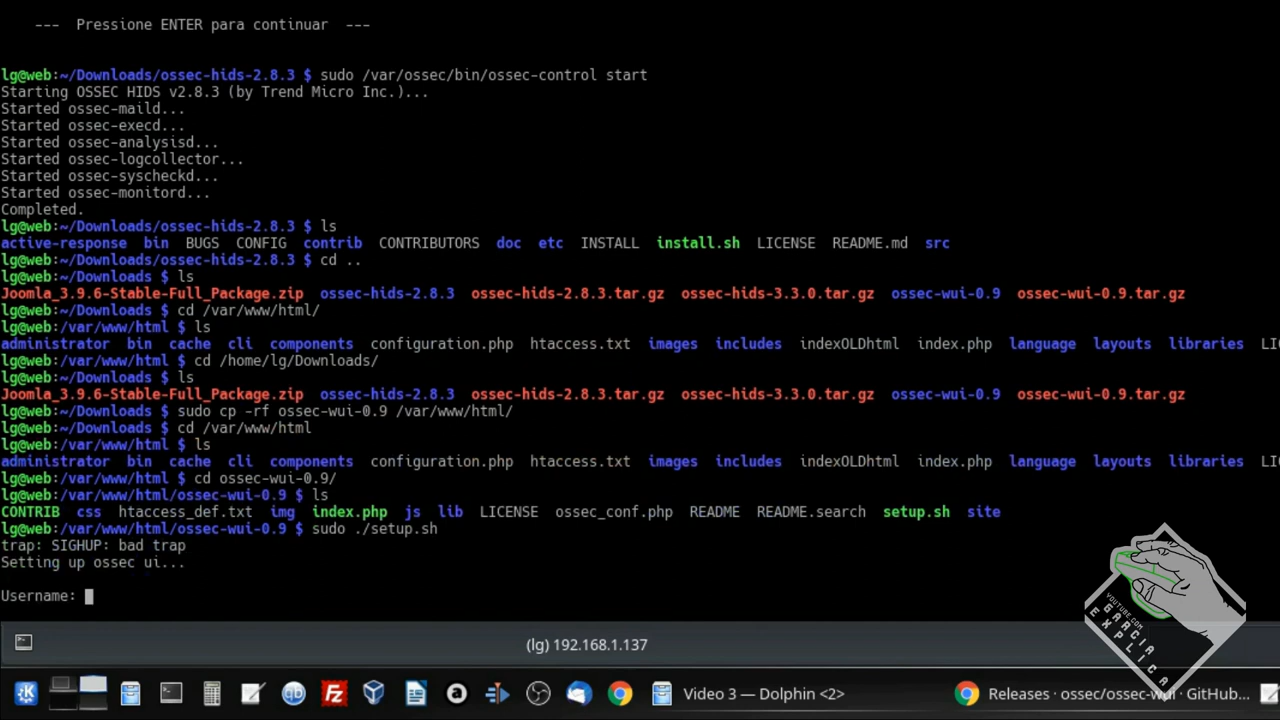 --- Pressione ENTER para continuar ---
lg@web:~/Downloads/ossec-hids-2.8.3 $ sudo /var/ossec/bin/ossec-control start
Starting OSSEC HIDS v2.8.3 (by Trend Micro Inc.)...
Started ossec-maild...
Started ossec-execd...
Started ossec-analysisd...
Started ossec-logcollector...
Started ossec-syscheckd...
Started ossec-monitord...
Completed.
lg@web:~/Downloads/ossec-hids-2.8.3 $ ls
active-response bin BUGS CONFIG contrib CONTRIBUTORS doc etc INSTALL install.sh LICENSE README.md src
lg@web:~/Downloads/ossec-hids-2.8.3 $ cd ..
lg@web:~/Downloads $ ls
Joomla_3.9.6-Stable-Full_Package.zip ossec-hids-2.8.3 ossec-hids-2.8.3.tar.gz ossec-hids-3.3.0.tar.gz ossec-wui-0.9 ossec-wui-0.9.tar.gz
lg@web:~/Downloads $ cd /var/www/html/
lg@web:/var/www/html $ ls
administrator bin cache cli components configuration.php htaccess.txt images includes indexOLDhtml index.php language layouts libraries LI
lg@web:/var/www/html $ cd /home/lg/Downloads/
lg@web:~/Downloads $ ls
Joomla_3.9.6-Stable-Full_Package.zip ossec-hids-2.8.3 ossec-hids-2.8.3.tar.gz ossec-hids-3.3.0.tar.gz ossec-wui-0.9 ossec-wui-0.9.tar.gz
lg@web:~/Downloads $ sudo cp -rf ossec-wui-0.9 /var/www/html/
lg@web:~/Downloads $ cd /var/www/html
lg@web:/var/www/html $ ls
administrator bin cache cli components configuration.php htaccess.txt images includes indexOLDhtml index.php language layouts libraries LI
lg@web:/var/www/html $ cd ossec-wui-0.9/
lg@web:/var/www/html/ossec-wui-0.9 $ ls
CONTRIB css htaccess_def.txt img index.php js lib LICENSE ossec_conf.php README README.search setup.sh site
lg@web:/var/www/html/ossec-wui-0.9 $ sudo ./setup.sh
trap: SIGHUP: bad trap
Setting up ossec ui...
Username:
YOUTUBE.COM
GARCIA
EXPLICA
(lg) 192.168.1.137
Video 3 — Dolphin <2>
Releases · ossec/ossec-wui · GitHub...